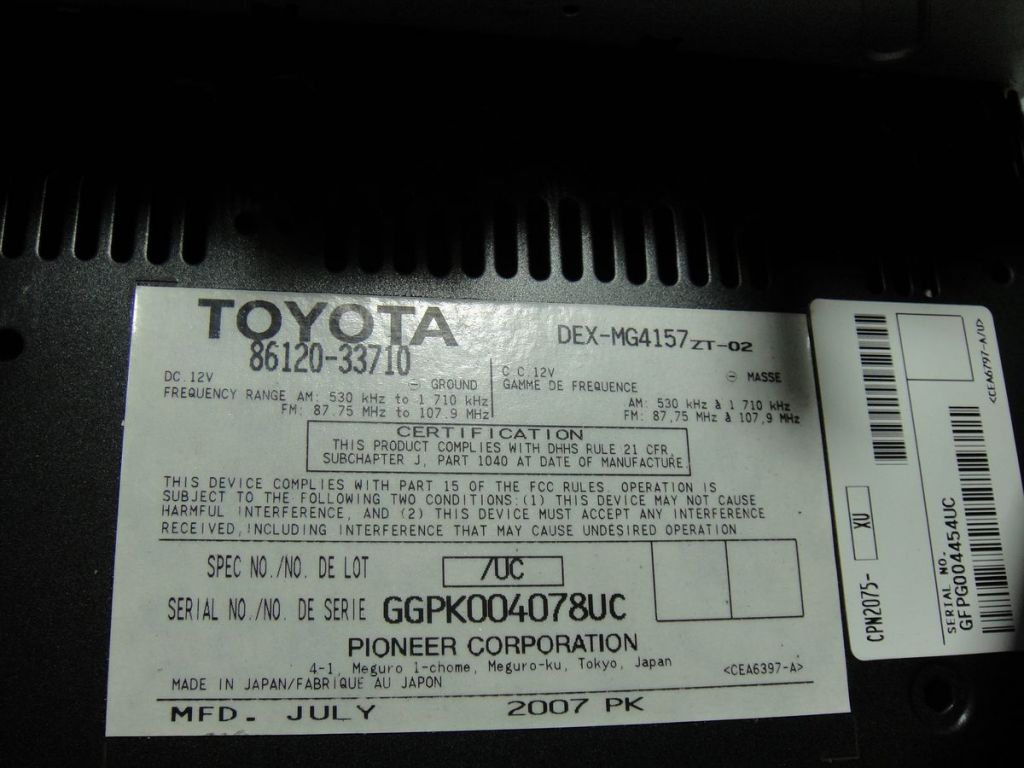 TOYOTA
86120-33710
DEX-MG4157ZT-02
DC.12V
⊖ GROUND
FREQUENCY RANGE AM: 530 kHz to 1 710 kHz
FM: 87.75 MHz to 107.9 MHz
C.C.12V
⊖ MASSE
GAMME DE FREQUENCE
AM: 530 kHz à 1 710 kHz
FM: 87,75 MHz à 107,9 MHz
CERTIFICATION
THIS PRODUCT COMPLIES WITH DHHS RULE 21 CFR,
SUBCHAPTER J, PART 1040 AT DATE OF MANUFACTURE
THIS DEVICE COMPLIES WITH PART 15 OF THE FCC RULES. OPERATION IS
SUBJECT TO THE FOLLOWING TWO CONDITIONS:(1) THIS DEVICE MAY NOT CAUSE
HARMFUL INTERFERENCE, AND (2) THIS DEVICE MUST ACCEPT ANY INTERFERENCE
RECEIVED,INCLUDING INTERFERENCE THAT MAY CAUSE UNDESIRED OPERATION
SPEC NO./NO. DE LOT /UC
SERIAL NO./NO. DE SERIE GGPK004078UC
PIONEER CORPORATION
4-1, Meguro 1-chome, Meguro-ku, Tokyo, Japan
MADE IN JAPAN/FABRIQUE AU JAPON
<CEA6397-A>
MFD. JULY 2007 PK
CPN2075- XU
SERIAL NO.
GFPG004454UC
<CEA6797-A/1D>